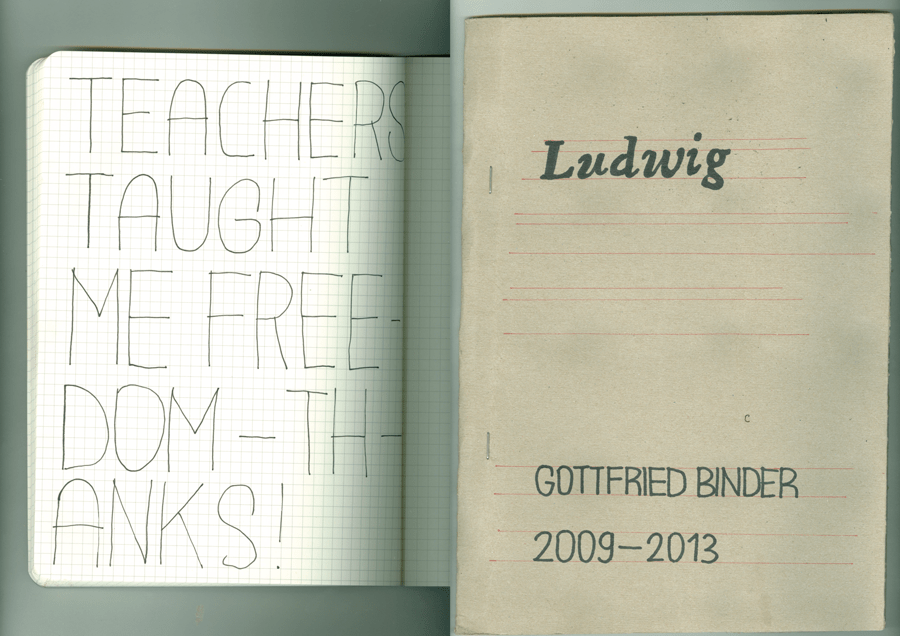 TEACHERS
TAUGHT
ME FREE-
DOM – TH-
ANKS!
Ludwig
c
GOTTFRIED BINDER
2009–2013